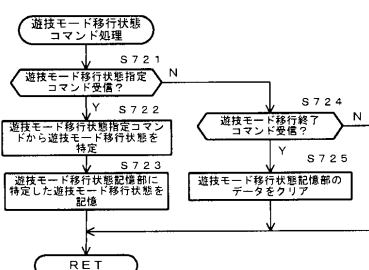 遊技モード移行状態
コマンド処理
S721
遊技モード移行状態指定
コマンド受信？
N
Y
S722
遊技モード移行状態指定コマン
ドから遊技モード移行状態を
特定
S723
遊技モード移行状態記憶部に
特定した遊技モード移行状態を
記憶
S724
遊技モード移行終了
コマンド受信？
N
Y
S725
遊技モード移行状態記憶部の
データをクリア
RET